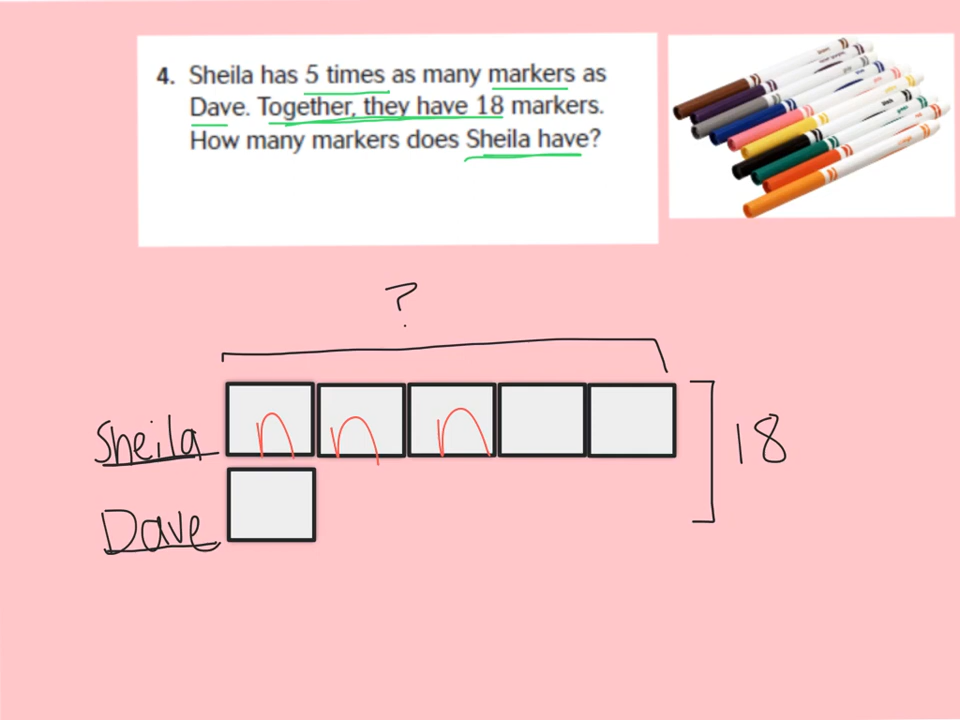 4. Sheila has 5 times as many markers as
Dave. Together, they have 18 markers.
How many markers does Sheila have?
?
Sheila n n n
18
Dave